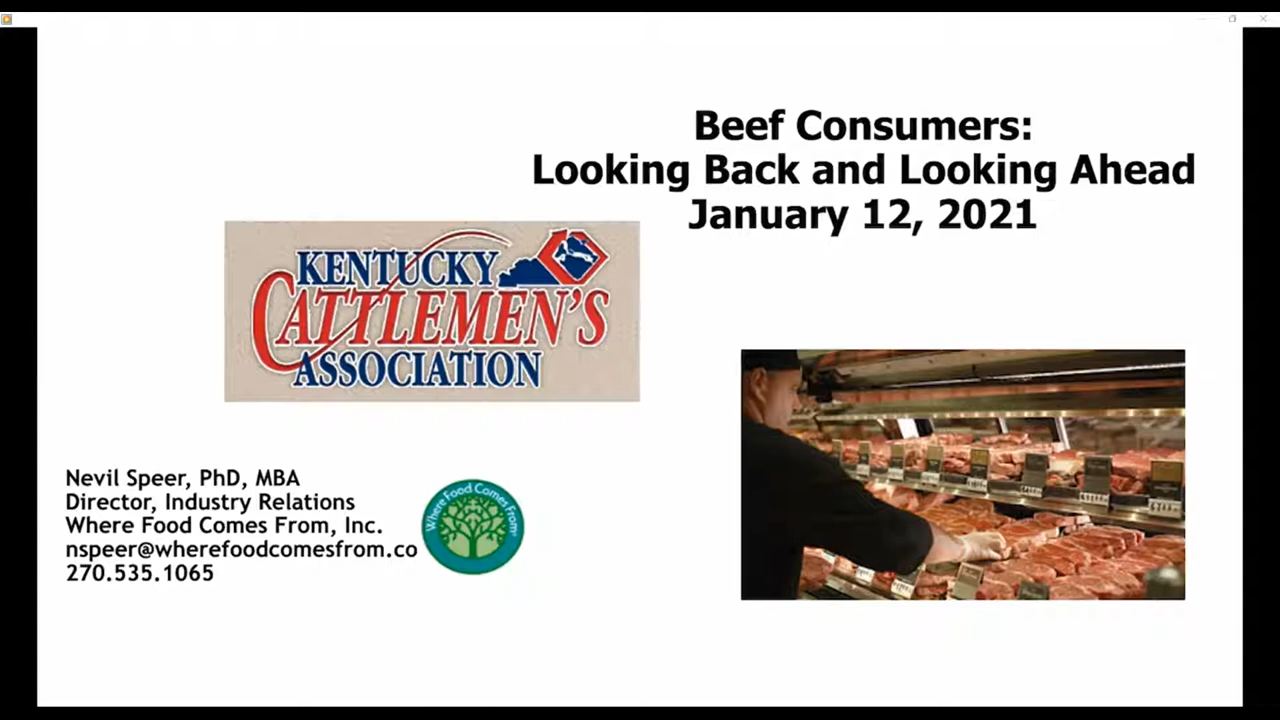 Beef Consumers:
Looking Back and Looking Ahead
January 12, 2021
KENTUCKY
CATTLEMEN'S
ASSOCIATION
Nevil Speer, PhD, MBA
Director, Industry Relations
Where Food Comes From, Inc.
nspeer@wherefoodcomesfrom.co
270.535.1065
Where Food Comes From